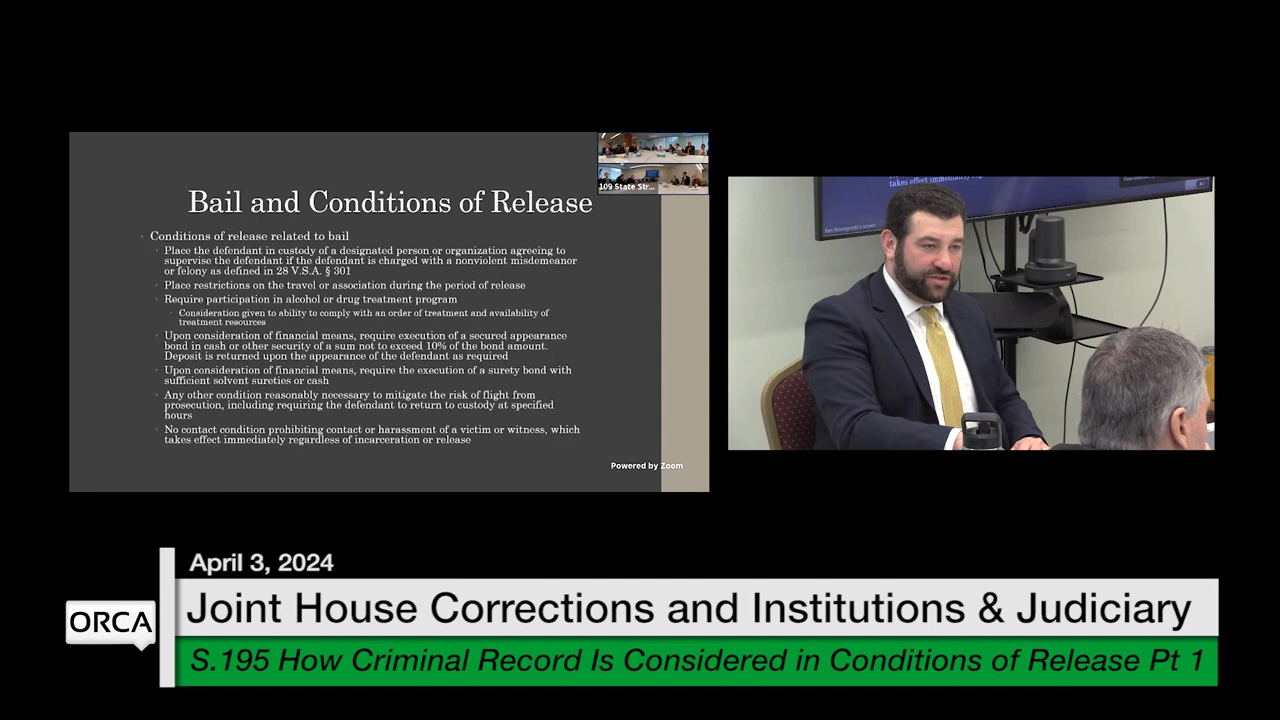 109 State Str...
Bail and Conditions of Release
Conditions of release related to bail
Place the defendant in custody of a designated person or organization agreeing to
supervise the defendant if the defendant is charged with a nonviolent misdemeanor
or felony as defined in 28 V.S.A. § 301
Place restrictions on the travel or association during the period of release
Require participation in alcohol or drug treatment program
Consideration given to ability to comply with an order of treatment and availability of
treatment resources
Upon consideration of financial means, require execution of a secured appearance
bond in cash or other security of a sum not to exceed 10% of the bond amount.
Deposit is returned upon the appearance of the defendant as required
Upon consideration of financial means, require the execution of a surety bond with
sufficient solvent sureties or cash
Any other condition reasonably necessary to mitigate the risk of flight from
prosecution, including requiring the defendant to return to custody at specified
hours
No contact condition prohibiting contact or harassment of a victim or witness, which
takes effect immediately regardless of incarceration or release
Powered by Zoom
takes effect immediately
April 3, 2024
ORCA
Joint House Corrections and Institutions & Judiciary
S.195 How Criminal Record Is Considered in Conditions of Release Pt 1